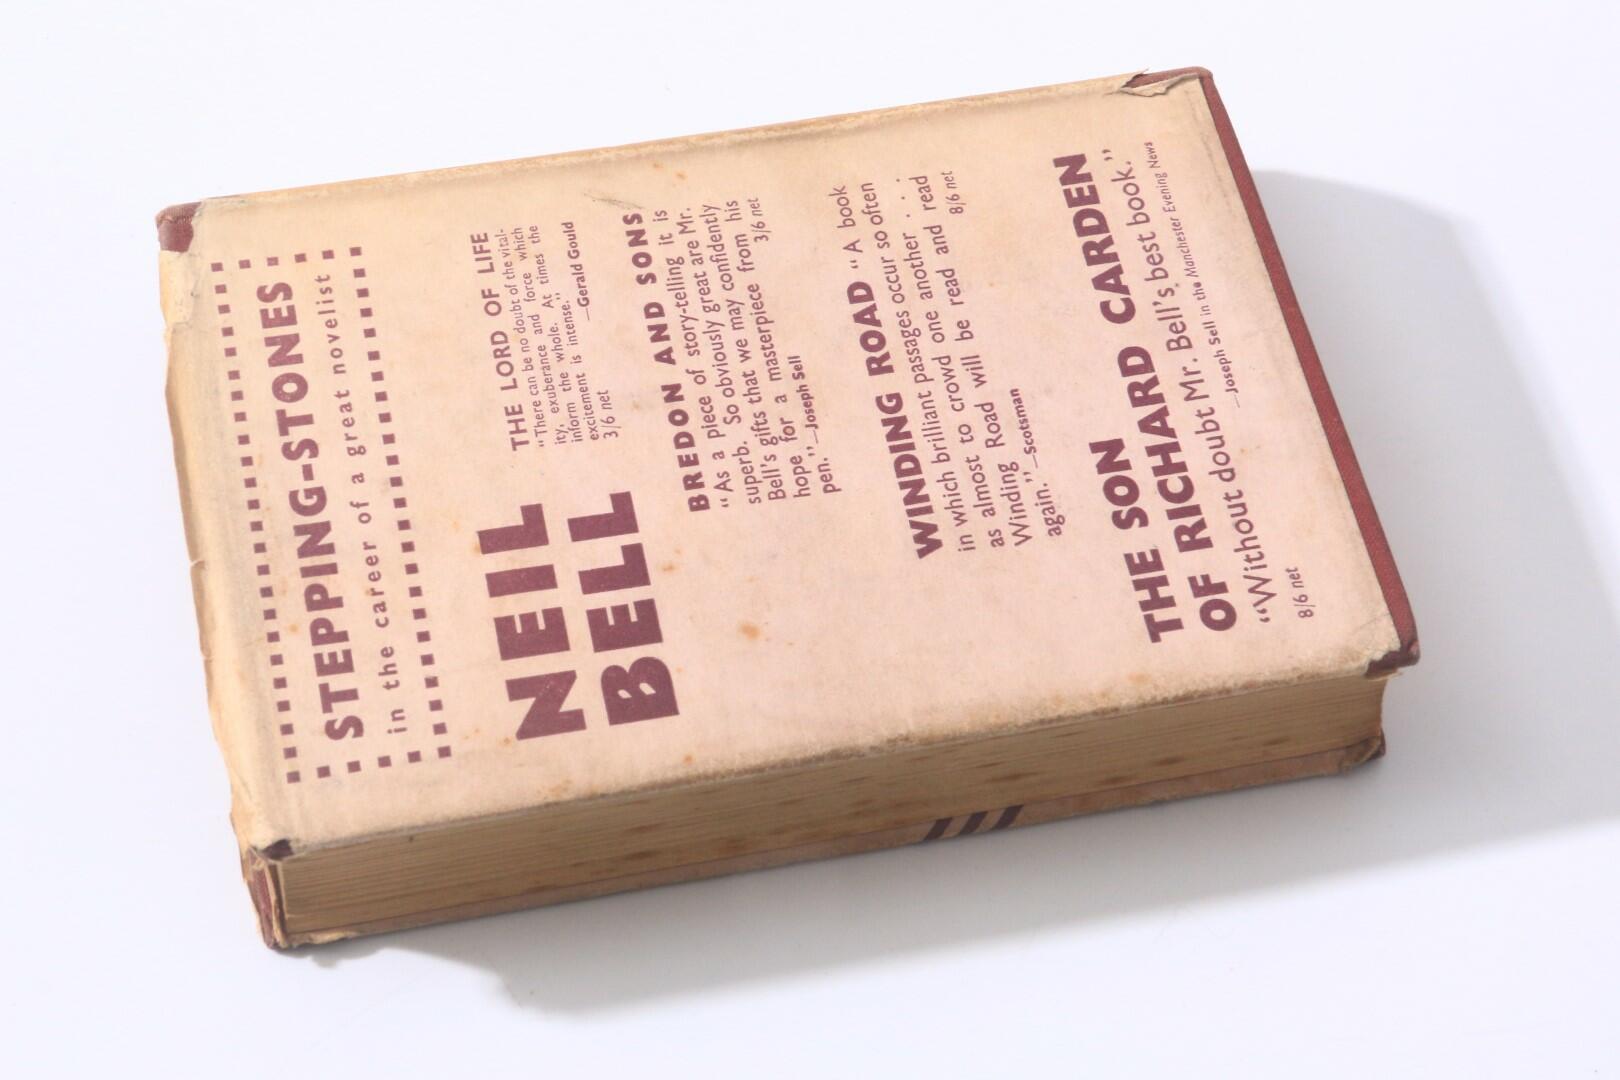 STEPPING-STONES
in the career of a great novelist
NEIL
BELL
THE LORD OF LIFE
"There can be no doubt of the vital-
ity, exuberance and force which
inform the whole. At times the
excitement is intense."
—Gerald Gould
3/6 net
BREDON AND SONS
"As a piece of story-telling it is
superb. So obviously great are Mr.
Bell's gifts that we may confidently
hope for a masterpiece from his
pen."—Joseph Sell
3/6 net
WINDING ROAD "A book
in which brilliant passages occur so often
as almost to crowd one another . .
Winding Road will be read and read
again."—Scotsman
8/6 net
THE SON
OF RICHARD CARDEN
"Without doubt Mr. Bell's best book."
—Joseph Sell in the Manchester Evening News
8/6 net